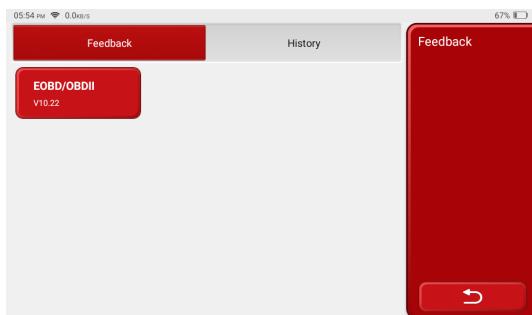 05:54 PM 0.0KB/S 67%
Feedback History Feedback
EOBD/OBDII
V10.22